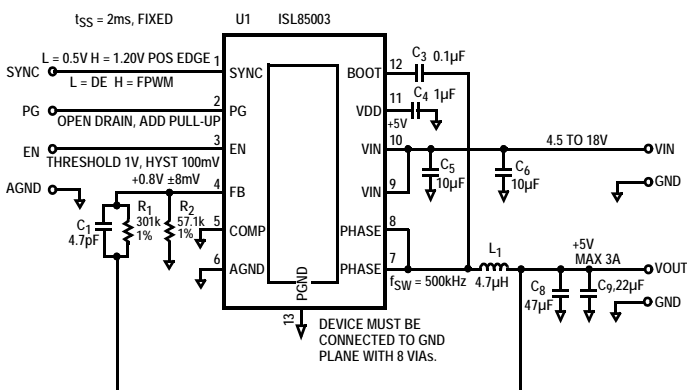 tSS = 2ms, FIXED
U1 ISL85003
L = 0.5V H = 1.20V POS EDGE
SYNC
1
SYNC
L = DE H = FPWM
PG
2
PG
OPEN DRAIN, ADD PULL-UP
EN
3
EN
THRESHOLD 1V, HYST 100mV
AGND
+0.8V ±8mV
4
FB
C1
4.7pF
R1
301k
1%
R2
57.1k
1%
5
COMP
6
AGND
PGND
13
DEVICE MUST BE
CONNECTED TO GND
PLANE WITH 8 VIAs.
BOOT
12
C3 0.1µF
VDD
11
C4 1µF
+5V
VIN
10
4.5 TO 18V
VIN
C5
10µF
C6
10µF
GND
VIN
9
PHASE
8
PHASE
7
fSW = 500kHz
L1
4.7µH
+5V
MAX 3A
VOUT
C8
47µF
C9,22µF
GND